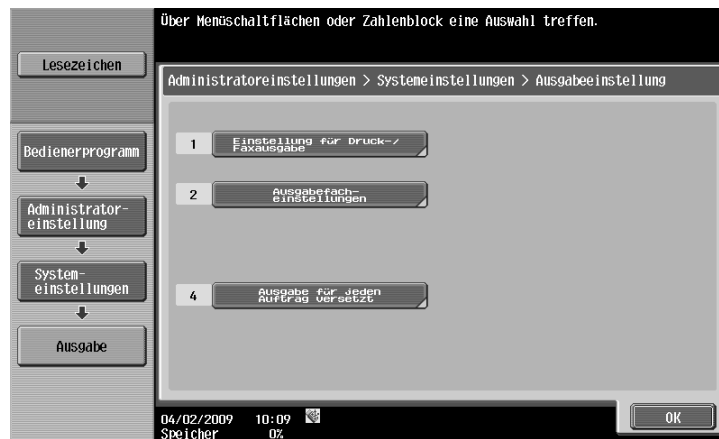 Über Menüschaltflächen oder Zahlenblock eine Auswahl treffen.
Lesezeichen
Administratoreinstellungen > Systemeinstellungen > Ausgabeeinstellung
Bedienerprogramm
Administrator-
einstellung
System-
einstellungen
Ausgabe
1 Einstellung für Druck-/
Faxausgabe
2 Ausgabefach-
einstellungen
4 Ausgabe für jeden
Auftrag versetzt
04/02/2009 10:09
Speicher 0%
OK